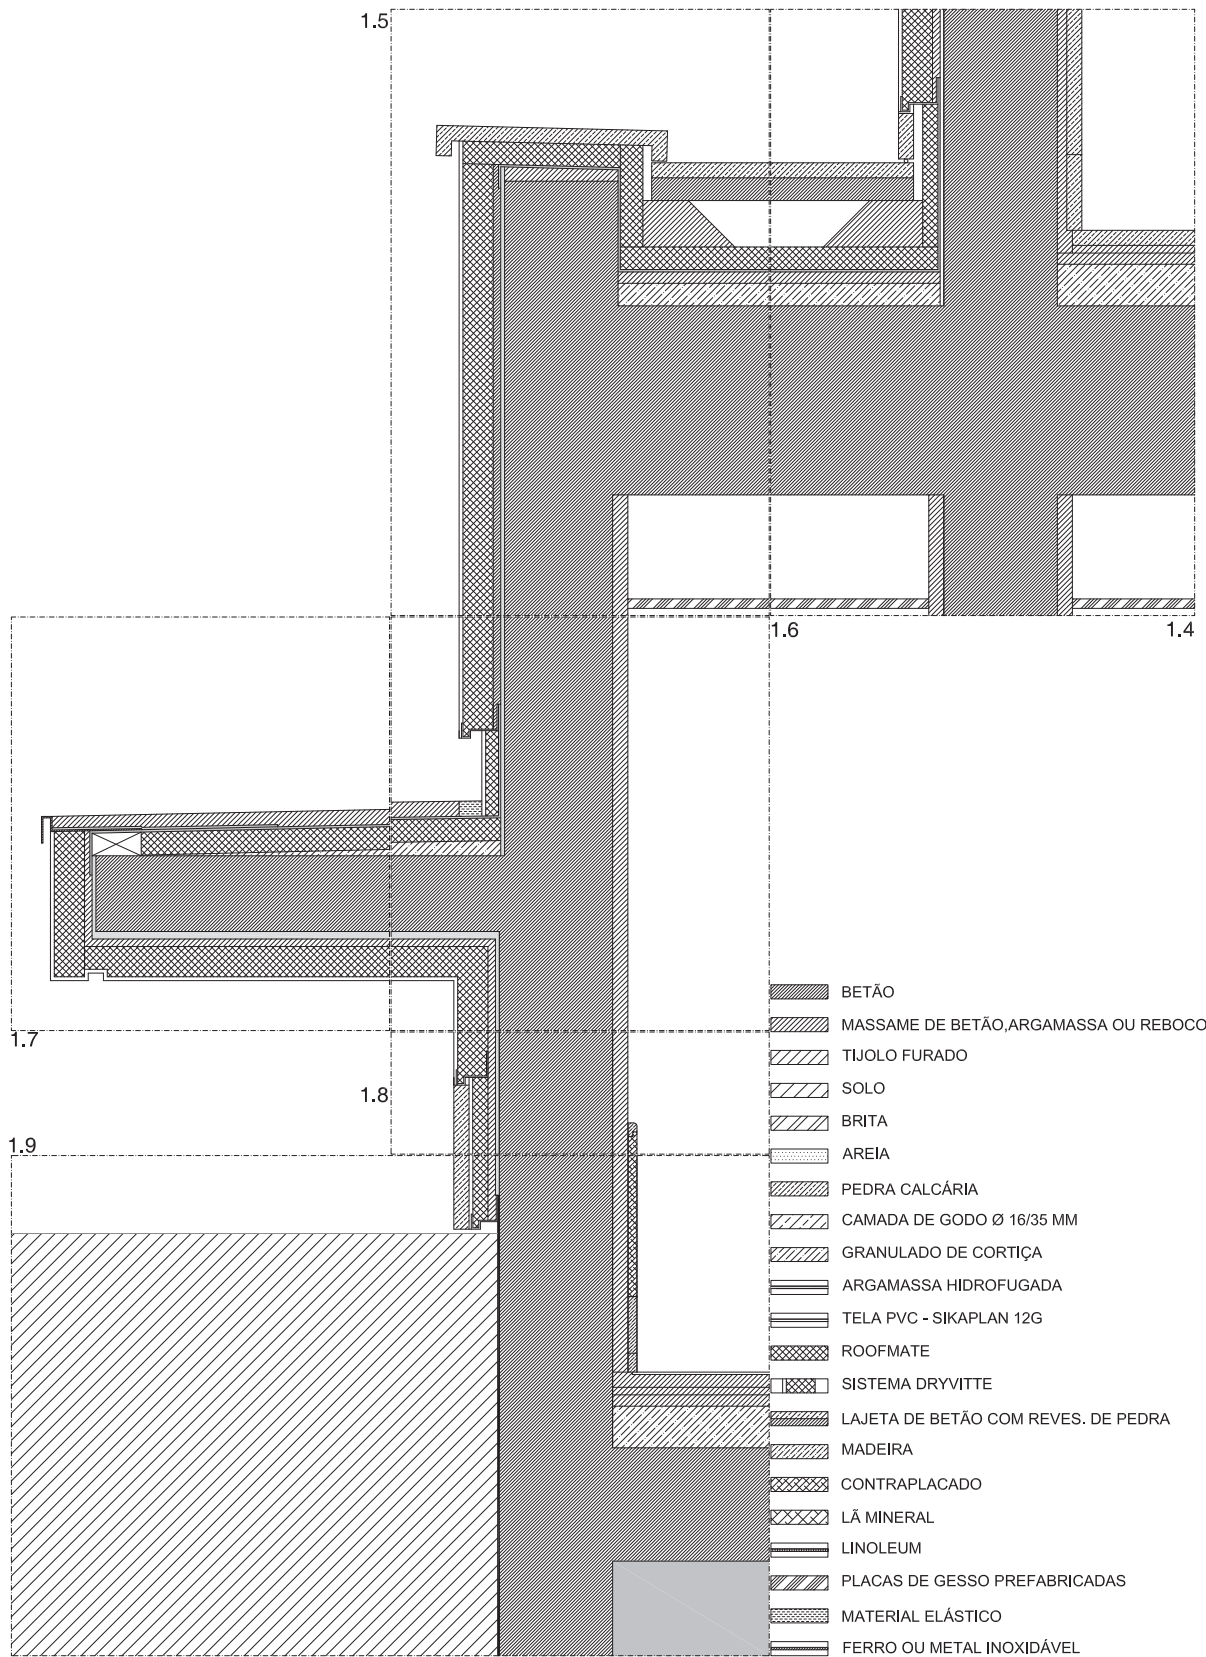 1.5
1.6
1.4
1.7
1.8
1.9
BETÃO
MASSAME DE BETÃO,ARGAMASSA OU REBOCO
TIJOLO FURADO
SOLO
BRITA
AREIA
PEDRA CALCÁRIA
CAMADA DE GODO Ø 16/35 MM
GRANULADO DE CORTIÇA
ARGAMASSA HIDROFUGADA
TELA PVC - SIKAPLAN 12G
ROOFMATE
SISTEMA DRYVITTE
LAJETA DE BETÃO COM REVES. DE PEDRA
MADEIRA
CONTRAPLACADO
LÃ MINERAL
LINOLEUM
PLACAS DE GESSO PREFABRICADAS
MATERIAL ELÁSTICO
FERRO OU METAL INOXIDÁVEL